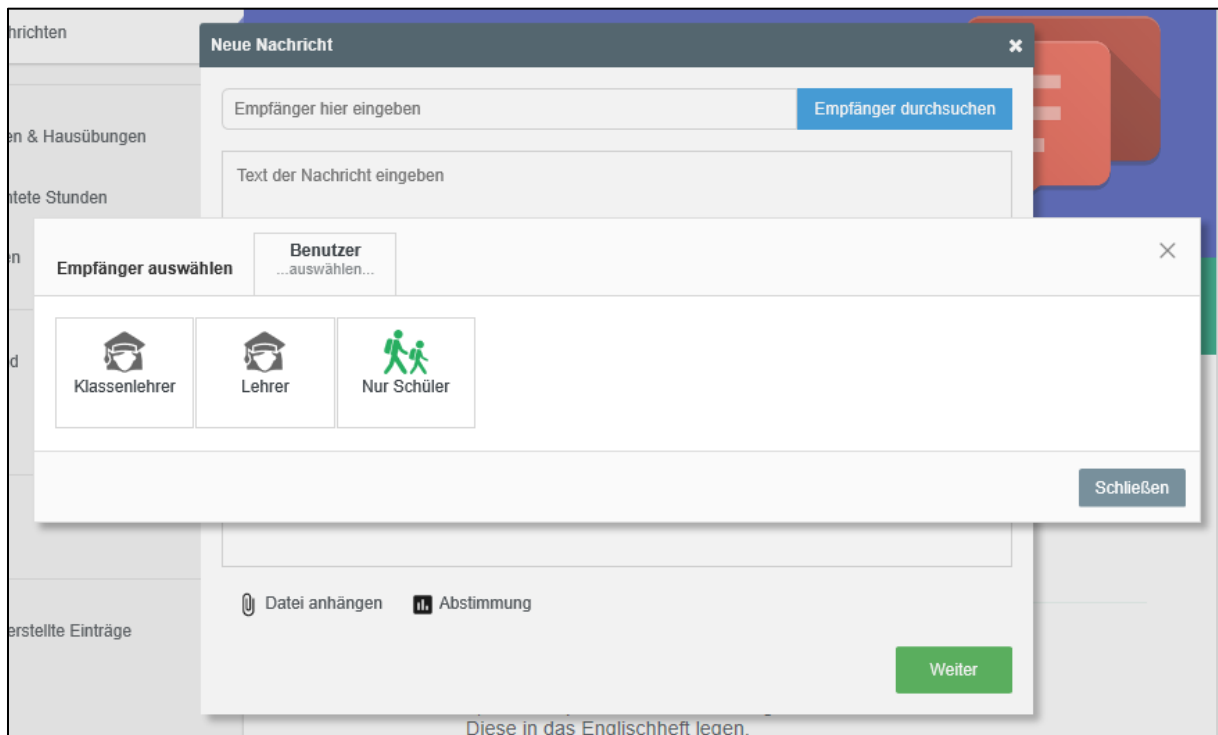 hrichten
Neue Nachricht
Empfänger hier eingeben
Empfänger durchsuchen
en & Hausübungen
Text der Nachricht eingeben
htete Stunden
en
Empfänger auswählen
Benutzer
...auswählen...
d
Klassenlehrer
Lehrer
Nur Schüler
Schließen
Datei anhängen
Abstimmung
erstellte Einträge
Weiter
Diese in das Englischheft legen.